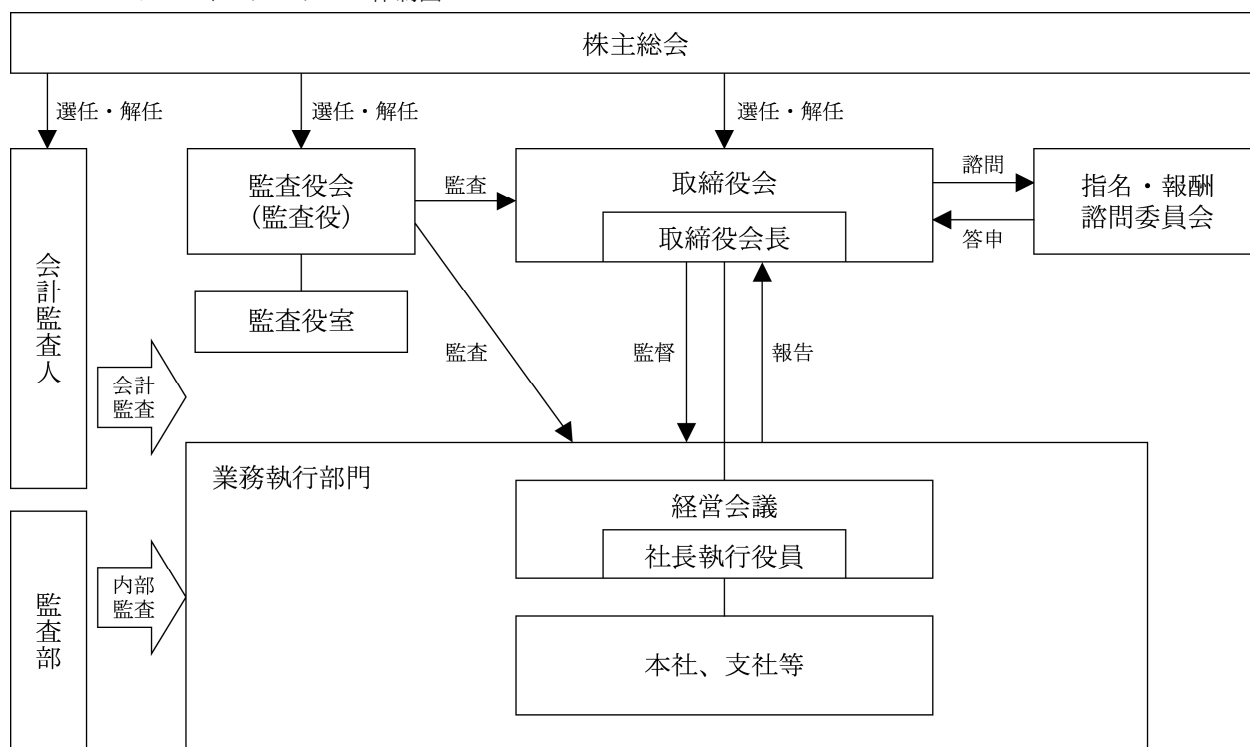 株主総会
選任・解任
選任・解任
選任・解任
会計監査人
監査役会
(監査役)
監査
取締役会
取締役会長
諮問
答申
指名・報酬
諮問委員会
監査役室
監査
監督
報告
会計
監査
業務執行部門
経営会議
社長執行役員
監査部
内部
監査
本社、支社等